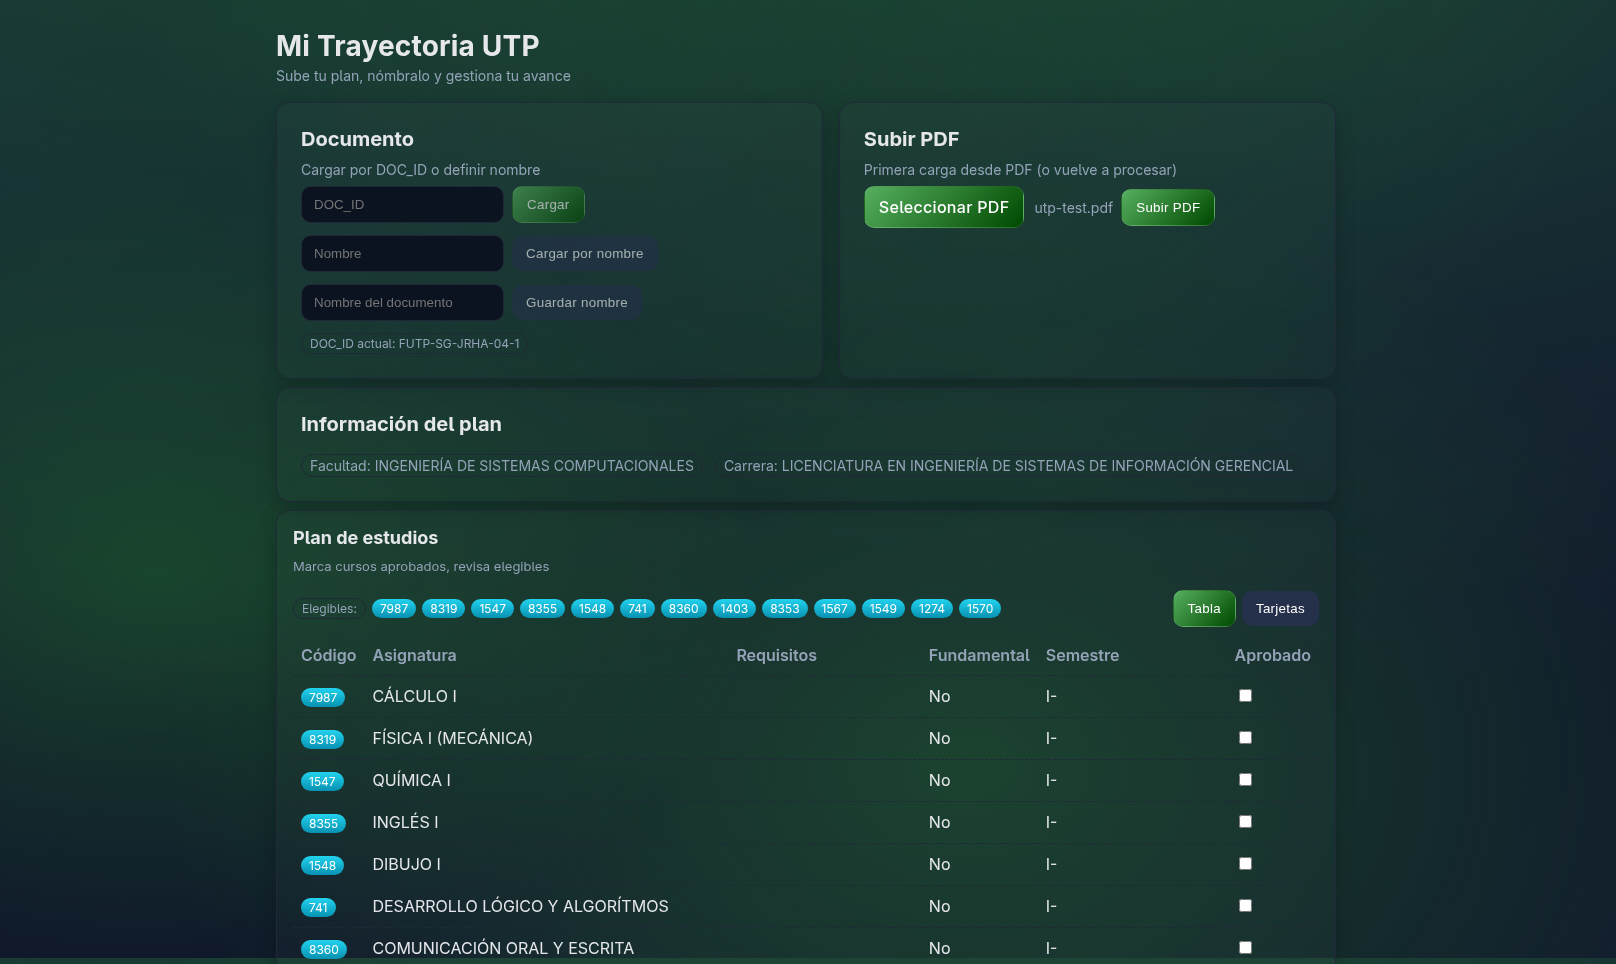 Mi Trayectoria UTP
Sube tu plan, nómbralo y gestiona tu avance
Documento
Cargar por DOC_ID o definir nombre
DOC_ID Cargar
Nombre Cargar por nombre
Nombre del documento Guardar nombre
DOC_ID actual: FUTP-SG-JRHA-04-1
Subir PDF
Primera carga desde PDF (o vuelve a procesar)
Seleccionar PDF utp-test.pdf Subir PDF
Información del plan
Facultad: INGENIERÍA DE SISTEMAS COMPUTACIONALES Carrera: LICENCIATURA EN INGENIERÍA DE SISTEMAS DE INFORMACIÓN GERENCIAL
Plan de estudios
Marca cursos aprobados, revisa elegibles
Elegibles: 7987 8319 1547 8355 1548 741 8360 1403 8353 1567 1549 1274 1570 Tabla Tarjetas
Código Asignatura Requisitos Fundamental Semestre Aprobado
7987 CÁLCULO I No I-
8319 FÍSICA I (MECÁNICA) No I-
1547 QUÍMICA I No I-
8355 INGLÉS I No I-
1548 DIBUJO I No I-
741 DESARROLLO LÓGICO Y ALGORÍTMOS No I-
8360 COMUNICACIÓN ORAL Y ESCRITA No I-